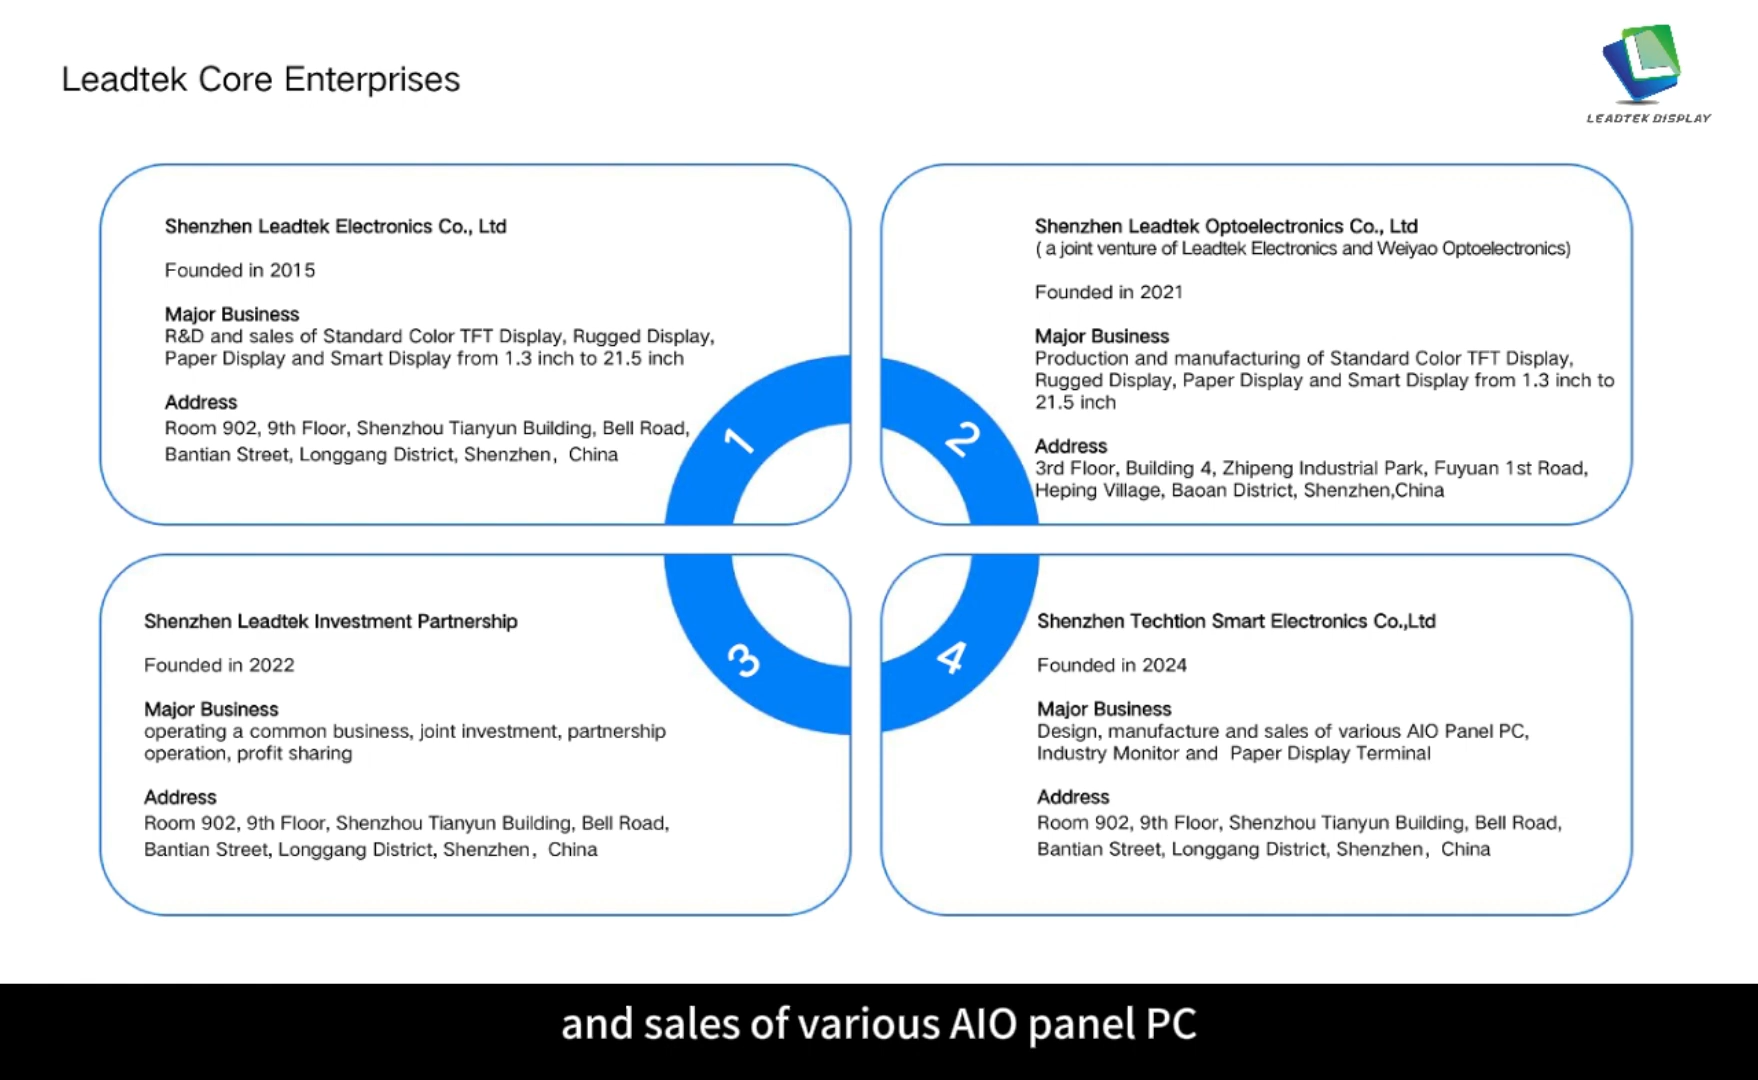 Leadtek Core Enterprises
LEADTEK DISPLAY
Shenzhen Leadtek Electronics Co., Ltd
Founded in 2015
Major Business
R&D and sales of Standard Color TFT Display, Rugged Display,
Paper Display and Smart Display from 1.3 inch to 21.5 inch
Address
Room 902, 9th Floor, Shenzhou Tianyun Building, Bell Road,
Bantian Street, Longgang District, Shenzhen, China
1
Shenzhen Leadtek Optoelectronics Co., Ltd
( a joint venture of Leadtek Electronics and Weiyao Optoelectronics)
Founded in 2021
Major Business
Production and manufacturing of Standard Color TFT Display,
Rugged Display, Paper Display and Smart Display from 1.3 inch to
21.5 inch
Address
3rd Floor, Building 4, Zhipeng Industrial Park, Fuyuan 1st Road,
Heping Village, Baoan District, Shenzhen,China
2
Shenzhen Leadtek Investment Partnership
Founded in 2022
Major Business
operating a common business, joint investment, partnership
operation, profit sharing
Address
Room 902, 9th Floor, Shenzhou Tianyun Building, Bell Road,
Bantian Street, Longgang District, Shenzhen, China
3
Shenzhen Techtion Smart Electronics Co.,Ltd
Founded in 2024
Major Business
Design, manufacture and sales of various AIO Panel PC,
Industry Monitor and  Paper Display Terminal
Address
Room 902, 9th Floor, Shenzhou Tianyun Building, Bell Road,
Bantian Street, Longgang District, Shenzhen, China
4
and sales of various AIO panel PC